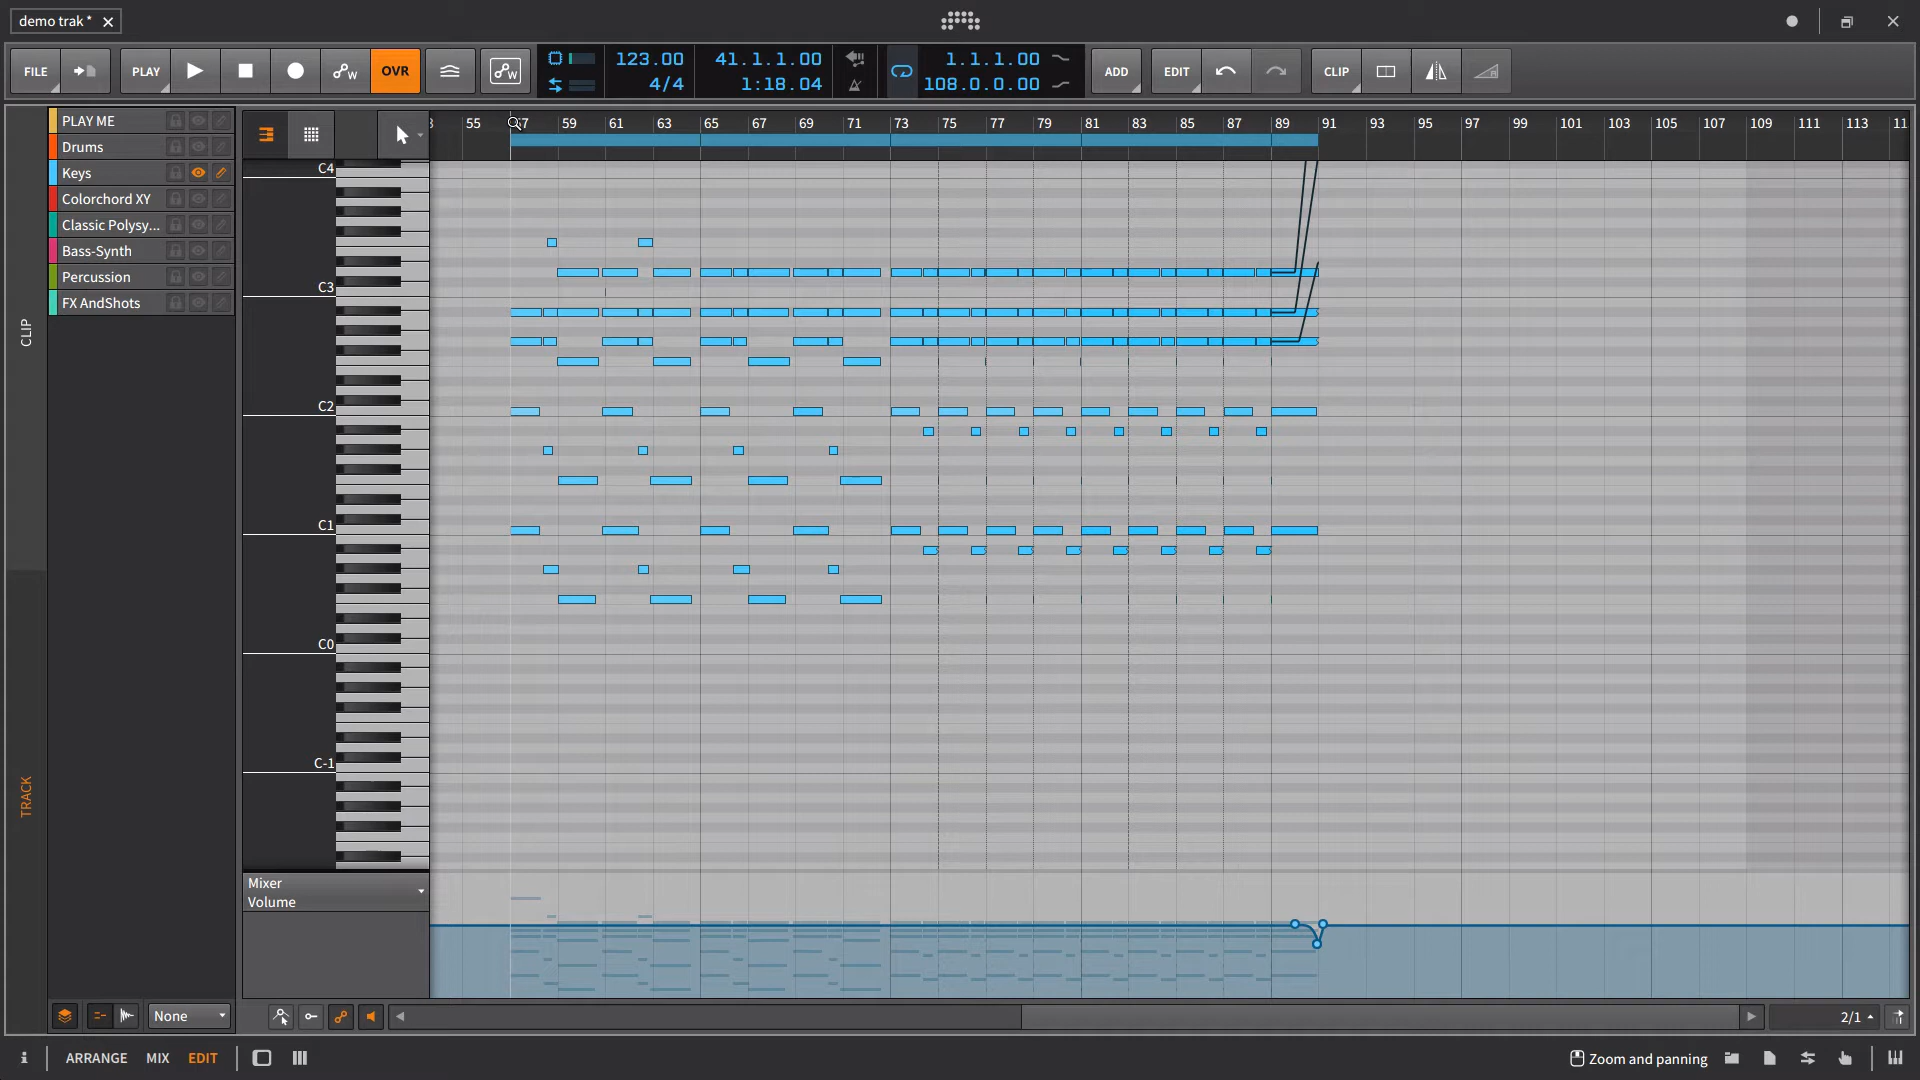 demo trak *
FILE
PLAY
OVR
123.00
4/4
41.1.1.00
1:18.04
1.1.1.00
108.0.0.00
ADD
EDIT
CLIP
PLAY ME
Drums
Keys
Colorchord XY
Classic Polysy...
Bass-Synth
Percussion
FX AndShots
55 7 59 61 63 65 67 69 71 73 75 77 79 81 83 85 87 89 91 93 95 97 99 101 103 105 107 109 111 113 11
C4
C3
C2
C1
C0
C-1
CLIP
TRACK
Mixer
Volume
None
2/1
i
ARRANGE
MIX
EDIT
Zoom and panning